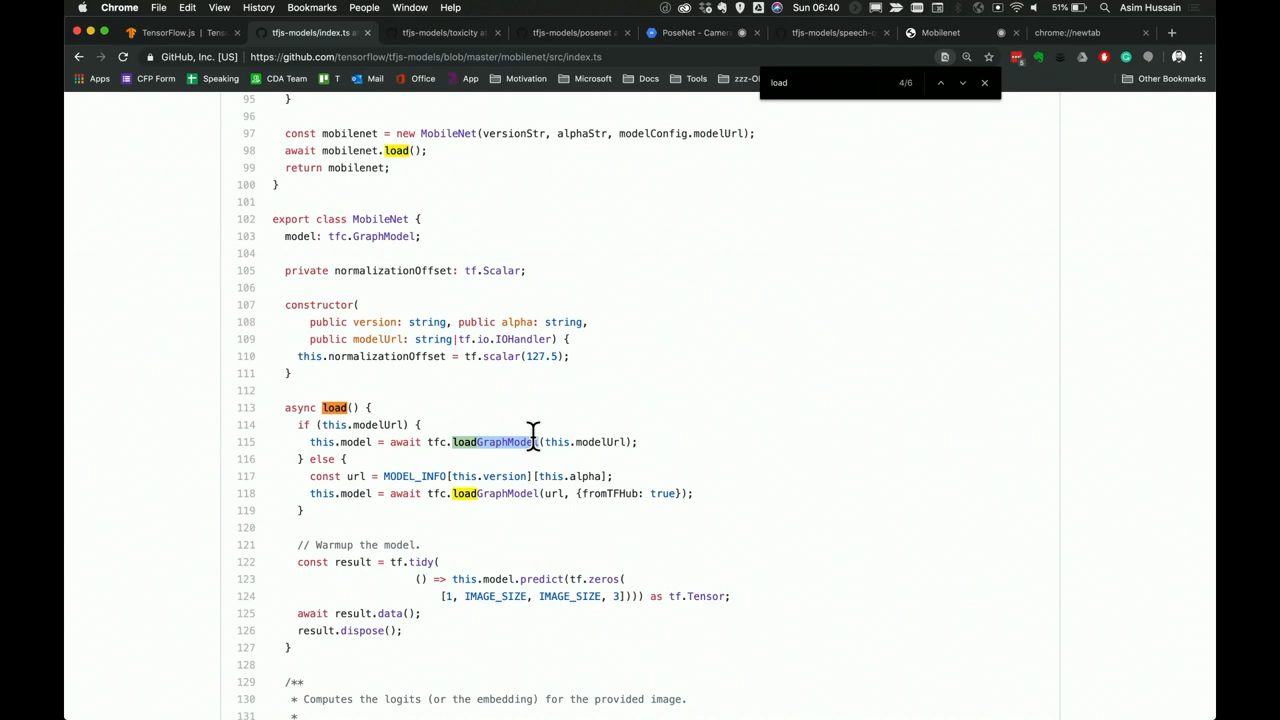 Chrome File Edit View History Bookmarks People Window Help Sun 06:40 51% Asim Hussain
TensorFlow.js | Tens TensorFlow tfjs-models/index.ts at tfjs-models/toxicity at tfjs-models/posenet a PoseNet - Camer tfjs-models/speech-c Mobilenet chrome://newtab
GitHub, Inc. [US] https://github.com/tensorflow/tfjs-models/blob/master/mobilenet/src/index.ts
Apps CFP Form Speaking CDA Team T Mail Office App Motivation Microsoft Docs Tools zzz-Ol Other Bookmarks
load 4/6
95 }
96
97 const mobilenet = new MobileNet(versionStr, alphaStr, modelConfig.modelUrl);
98 await mobilenet.load();
99 return mobilenet;
100 }
101
102 export class MobileNet {
103 model: tfc.GraphModel;
104
105 private normalizationOffset: tf.Scalar;
106
107 constructor(
108 public version: string, public alpha: string,
109 public modelUrl: string|tf.io.IOHandler) {
110 this.normalizationOffset = tf.scalar(127.5);
111 }
112
113 async load() {
114 if (this.modelUrl) {
115 this.model = await tfc.loadGraphModel(this.modelUrl);
116 } else {
117 const url = MODEL_INFO[this.version][this.alpha];
118 this.model = await tfc.loadGraphModel(url, {fromTFHub: true});
119 }
120
121 // Warmup the model.
122 const result = tf.tidy(
123 () => this.model.predict(tf.zeros(
124 [1, IMAGE_SIZE, IMAGE_SIZE, 3]))) as tf.Tensor;
125 await result.data();
126 result.dispose();
127 }
128
129 /**
130 * Computes the logits (or the embedding) for the provided image.
131 *